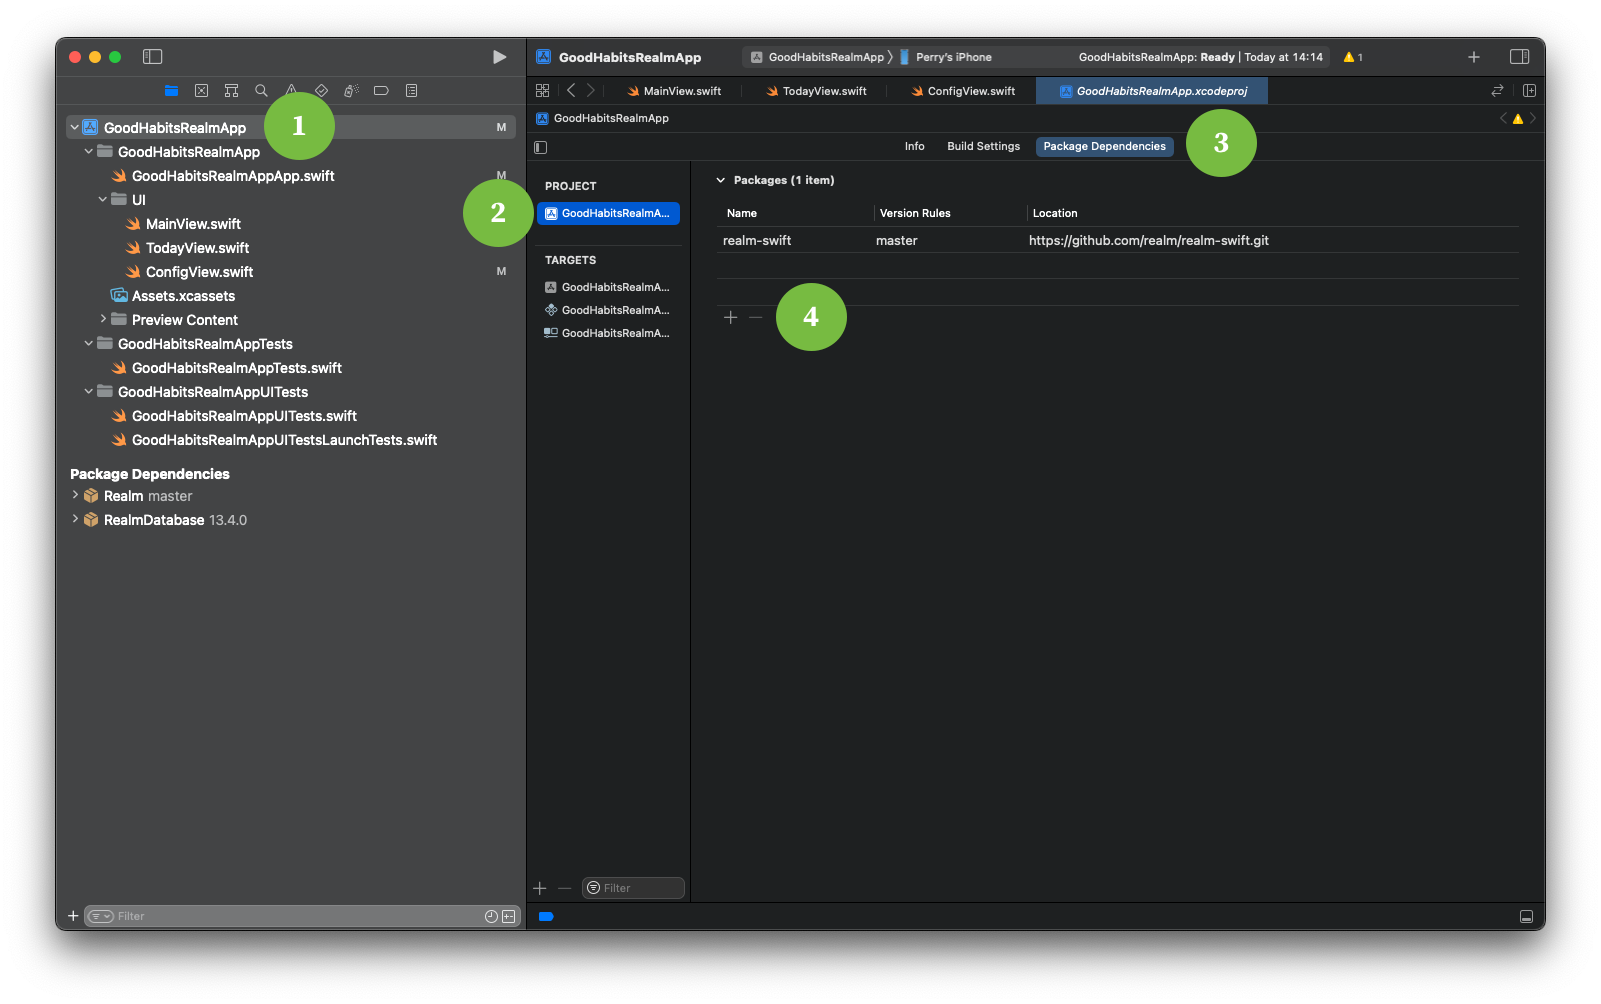 GoodHabitsRealmApp
GoodHabitsRealmApp
Perry's iPhone
GoodHabitsRealmApp: Ready | Today at 14:14
1
MainView.swift
TodayView.swift
ConfigView.swift
GoodHabitsRealmApp.xcodeproj
GoodHabitsRealmApp
Info
Build Settings
Package Dependencies
3
GoodHabitsRealmApp
1
M
GoodHabitsRealmApp
GoodHabitsRealmAppApp.swift
M
UI
MainView.swift
TodayView.swift
ConfigView.swift
M
Assets.xcassets
Preview Content
GoodHabitsRealmAppTests
GoodHabitsRealmAppTests.swift
GoodHabitsRealmAppUITests
GoodHabitsRealmAppUITests.swift
GoodHabitsRealmAppUITestsLaunchTests.swift
Package Dependencies
Realm master
RealmDatabase 13.4.0
Filter
PROJECT
2
GoodHabitsRealmA...
TARGETS
GoodHabitsRealmA...
GoodHabitsRealmA...
GoodHabitsRealmA...
Filter
Packages (1 item)
Name
Version Rules
Location
realm-swift
master
https://github.com/realm/realm-swift.git
4